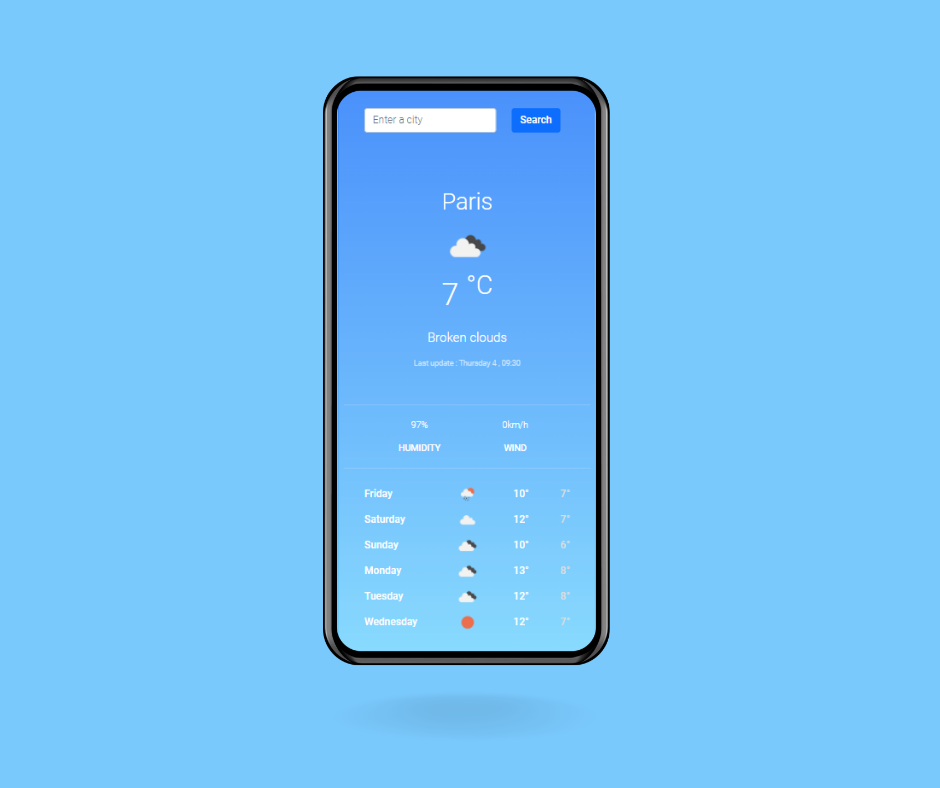 Enter a city Search
Paris
7 °C
Broken clouds
Last update : Thursday 4 , 09:30
97% 0km/h
HUMIDITY WIND
Friday 10° 7°
Saturday 12° 7°
Sunday 10° 6°
Monday 13° 8°
Tuesday 12° 8°
Wednesday 12° 7°